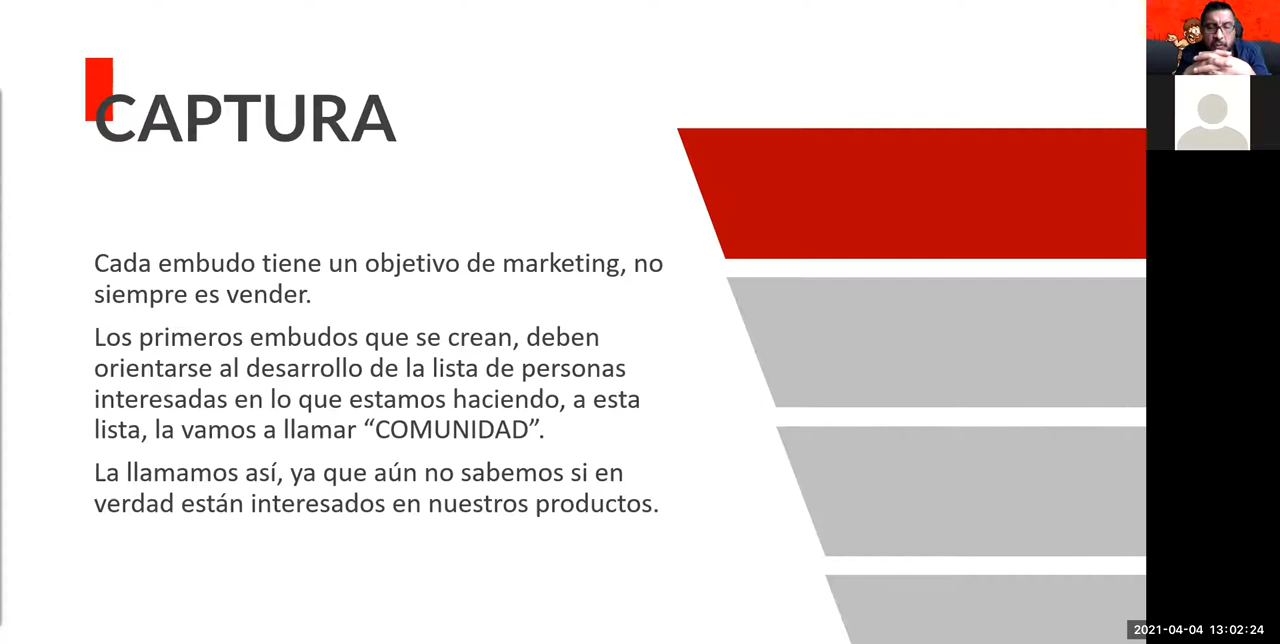 CAPTURA
Cada embudo tiene un objetivo de marketing, no
siempre es vender.
Los primeros embudos que se crean, deben
orientarse al desarrollo de la lista de personas
interesadas en lo que estamos haciendo, a esta
lista, la vamos a llamar “COMUNIDAD”.
La llamamos así, ya que aún no sabemos si en
verdad están interesados en nuestros productos.
2021-04-04 13:02:24